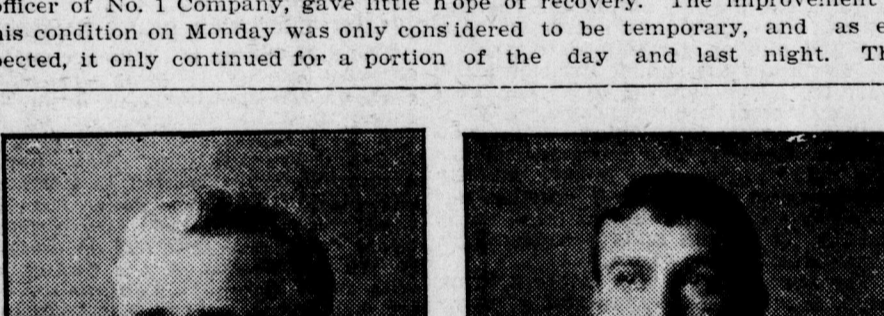 officer of No. 1 Company, gave little hope of recovery. The improvement
his condition on Monday was only considered to be temporary, and as e
pected, it only continued for a portion of the day and last night. Th